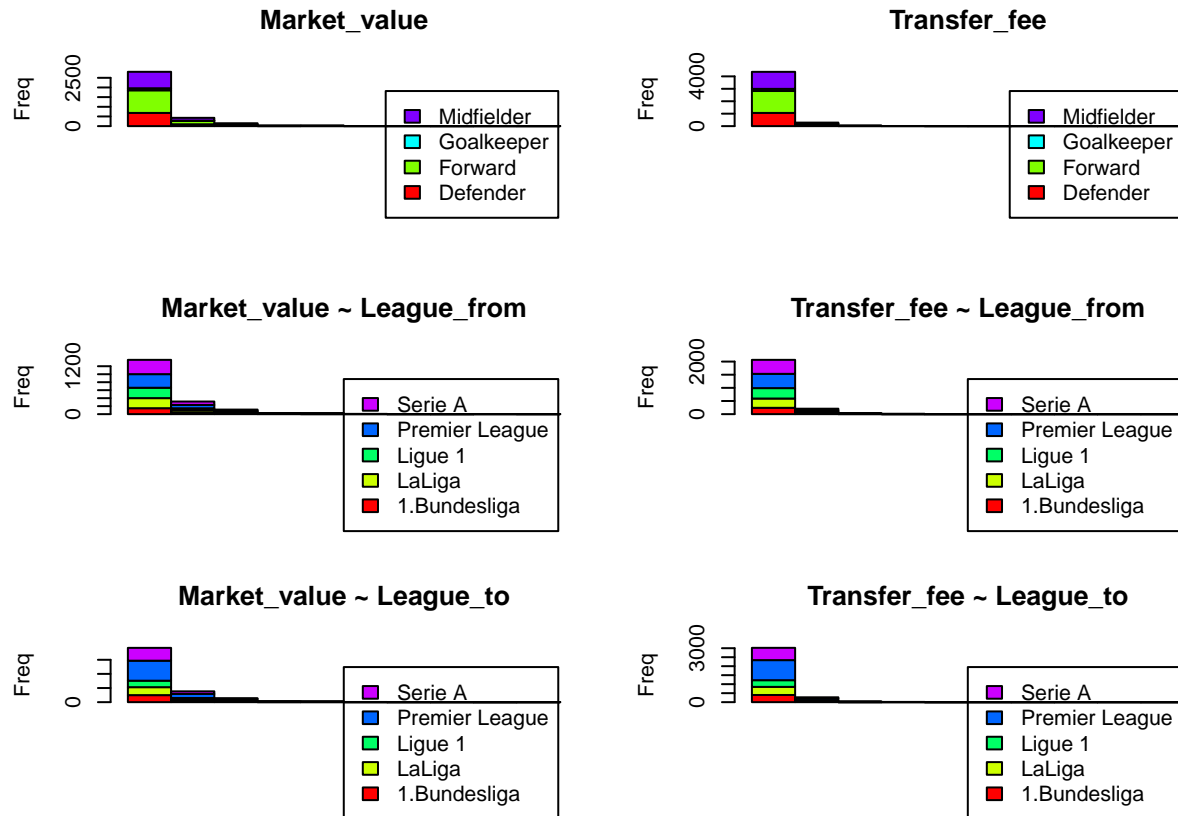 Market_value
Freq
2500
0
Midfielder
Goalkeeper
Forward
Defender
Transfer_fee
Freq
4000
0
Midfielder
Goalkeeper
Forward
Defender
Market_value ~ League_from
Freq
1200
0
Serie A
Premier League
Ligue 1
LaLiga
1.Bundesliga
Transfer_fee ~ League_from
Freq
2000
0
Serie A
Premier League
Ligue 1
LaLiga
1.Bundesliga
Market_value ~ League_to
Freq
0
Serie A
Premier League
Ligue 1
LaLiga
1.Bundesliga
Transfer_fee ~ League_to
Freq
3000
0
Serie A
Premier League
Ligue 1
LaLiga
1.Bundesliga